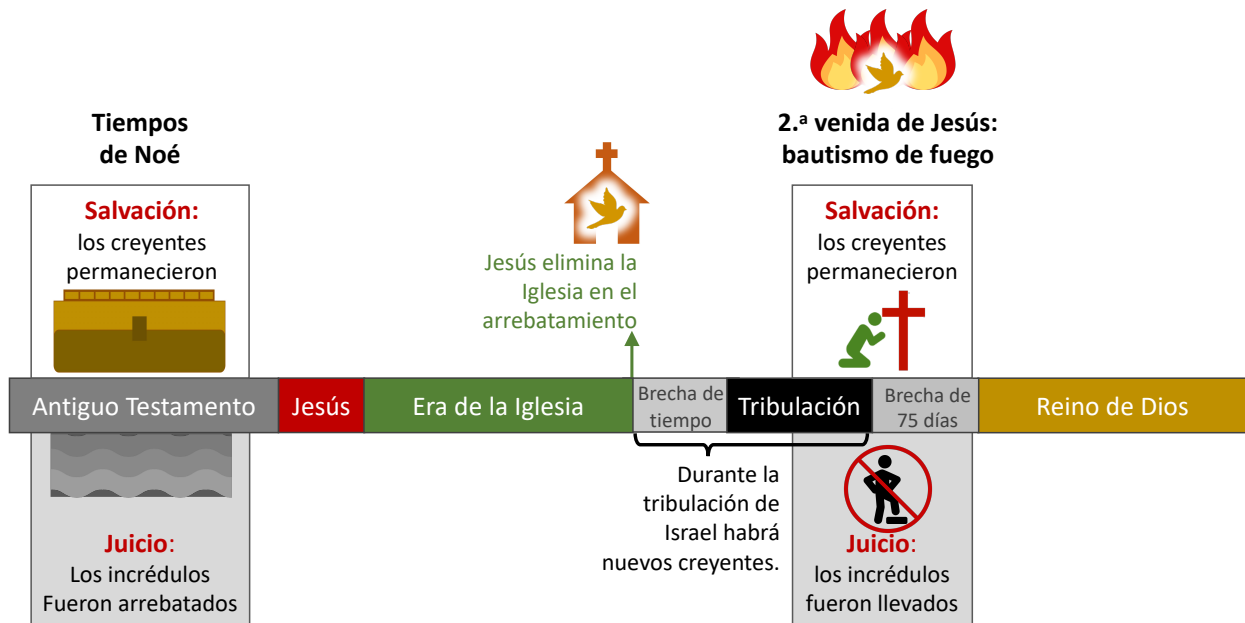 Tiempos
de Noé
Salvación:
los creyentes
permanecieron
2.ª venida de Jesús:
bautismo de fuego
Salvación:
los creyentes
permanecieron
Jesús elimina la
Iglesia en el
arrebatamiento
Antiguo Testamento
Jesús
Era de la Iglesia
Brecha de
tiempo
Tribulación
Brecha de
75 días
Reino de Dios
Durante la
tribulación de
Israel habrá
nuevos creyentes.
Juicio:
Los incrédulos
Fueron arrebatados
Juicio:
los incrédulos
fueron llevados